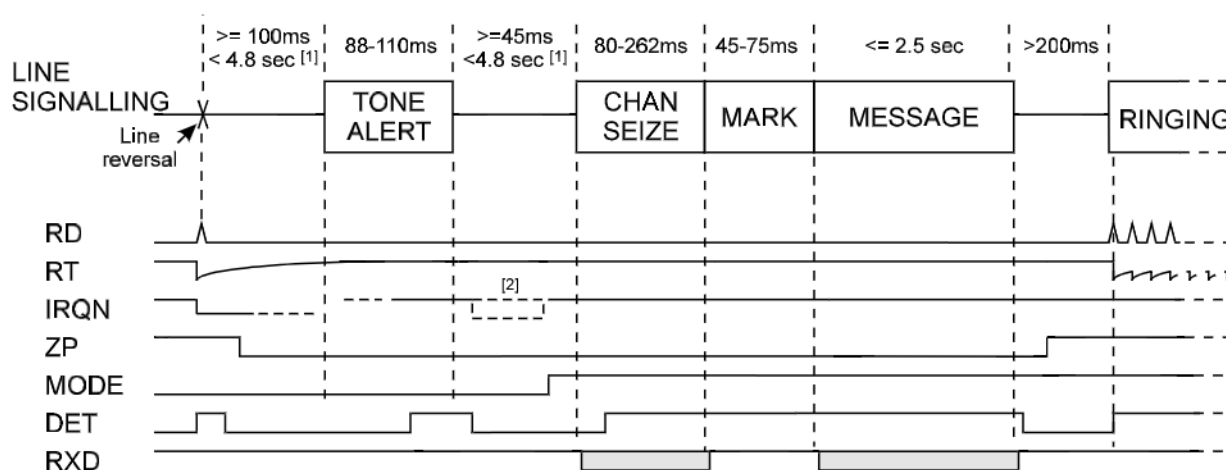 >= 100ms
< 4.8 sec [1]
88-110ms
>=45ms
<4.8 sec [1]
80-262ms
45-75ms
<= 2.5 sec
>200ms
LINE
SIGNALLING
Line
reversal
TONE
ALERT
CHAN
SEIZE
MARK
MESSAGE
RINGING
RD
RT
IRQN
[2]
ZP
MODE
DET
RXD